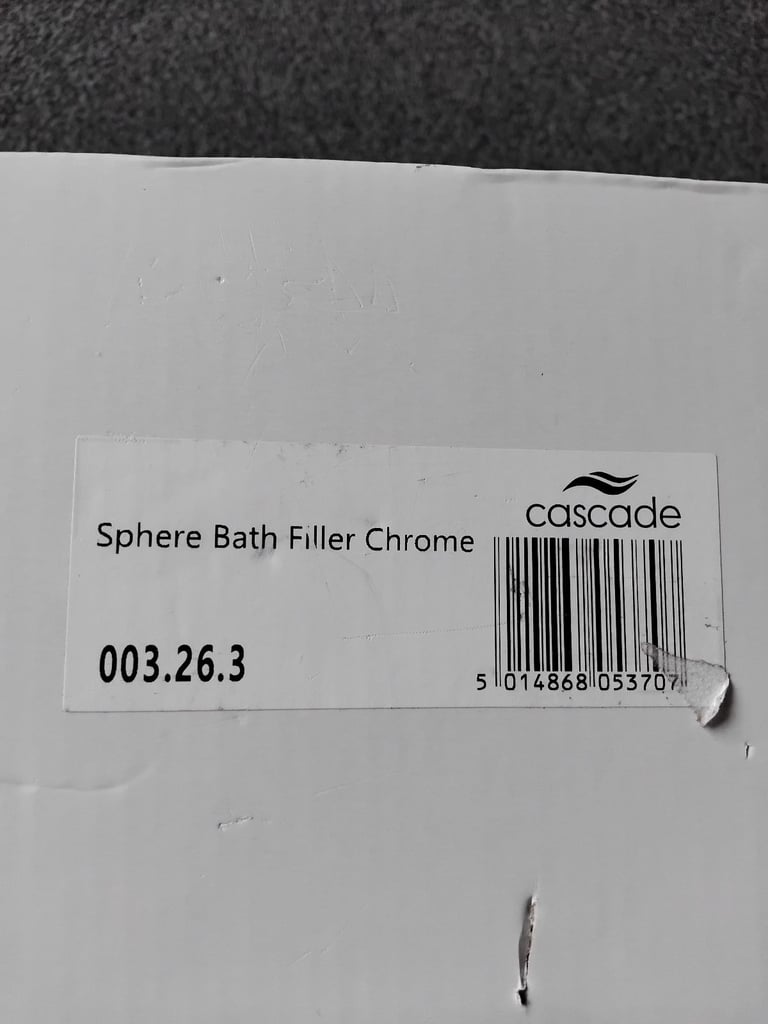 cascade
Sphere Bath Filler Chrome
003.26.3
5 014868 053707